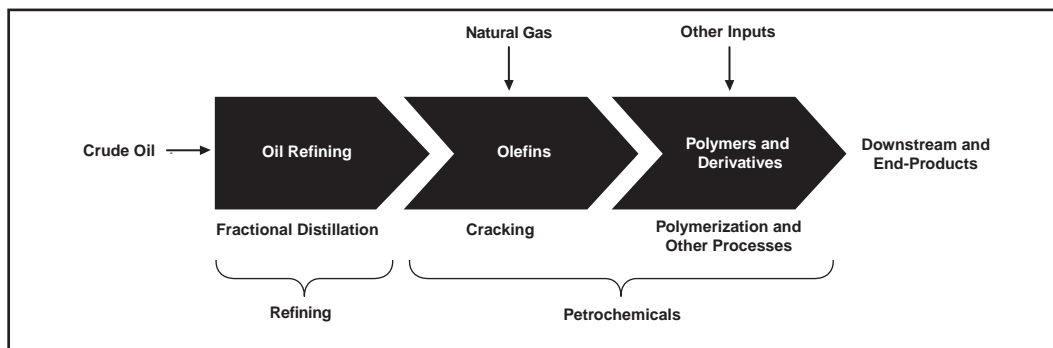 Natural Gas
Other Inputs
Crude Oil
Oil Refining
Olefins
Polymers and
Derivatives
Downstream and
End-Products
Fractional Distillation
Cracking
Polymerization and
Other Processes
Refining
Petrochemicals